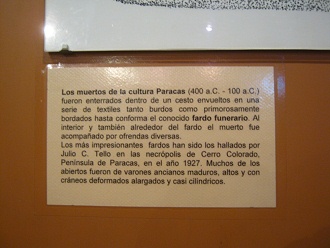 Los muertos de la cultura Paracas (400 a.C. - 100 a.C.)
fueron enterrados dentro de un cesto envueltos en una
serie de textiles tanto burdos como primorosamente
bordados hasta conforma el conocido fardo funerario. Al
interior y también alrededor del fardo el muerto fue
acompañado por ofrendas diversas.
Los más impresionantes fardos han sido los hallados por
Julio C. Tello en las necrópolis de Cerro Colorado,
Península de Paracas, en el año 1927. Muchos de los
abiertos fueron de varones ancianos maduros, altos y con
cráneos deformados alargados y casi cilíndricos.